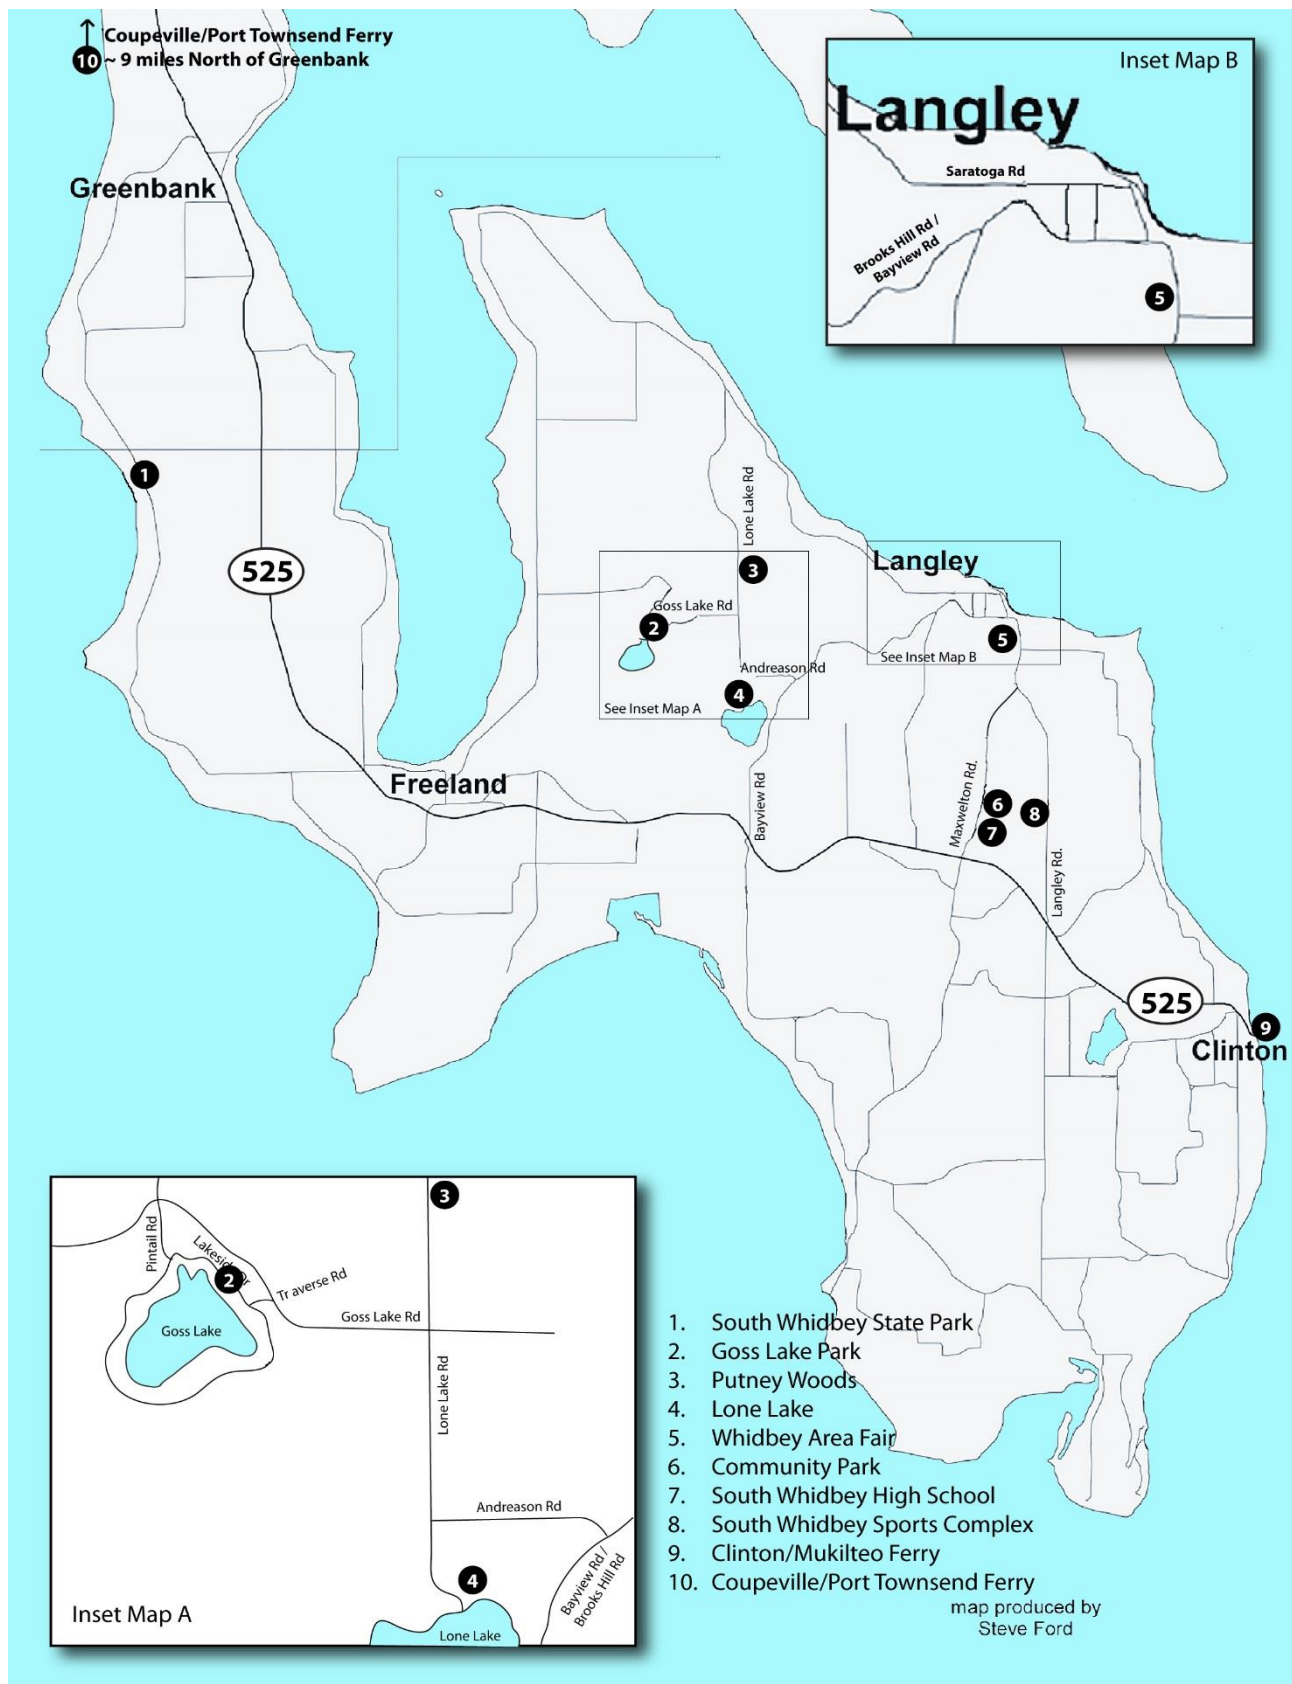 Coupeville/Port Townsend Ferry
10 ~ 9 miles North of Greenbank
Inset Map B
Langley
Saratoga Rd
Brooks Hill Rd /
Bayview Rd
5
Greenbank
1
525
Lone Lake Rd
3
Goss Lake Rd
2
Andreason Rd
4
See Inset Map A
Langley
5
See Inset Map B
Freeland
Bayview Rd
Maxwelton Rd.
6
7
8
Langley Rd.
525
9
Clinton
3
Pintail Rd
Lakeside Dr
2
Tr averse Rd
Goss Lake Rd
Goss Lake
Lone Lake Rd
Andreason Rd
4
Bayview Rd /
Brooks Hill Rd
Inset Map A
Lone Lake
1. South Whidbey State Park
2. Goss Lake Park
3. Putney Woods
4. Lone Lake
5. Whidbey Area Fair
6. Community Park
7. South Whidbey High School
8. South Whidbey Sports Complex
9. Clinton/Mukilteo Ferry
10. Coupeville/Port Townsend Ferry
map produced by
Steve Ford